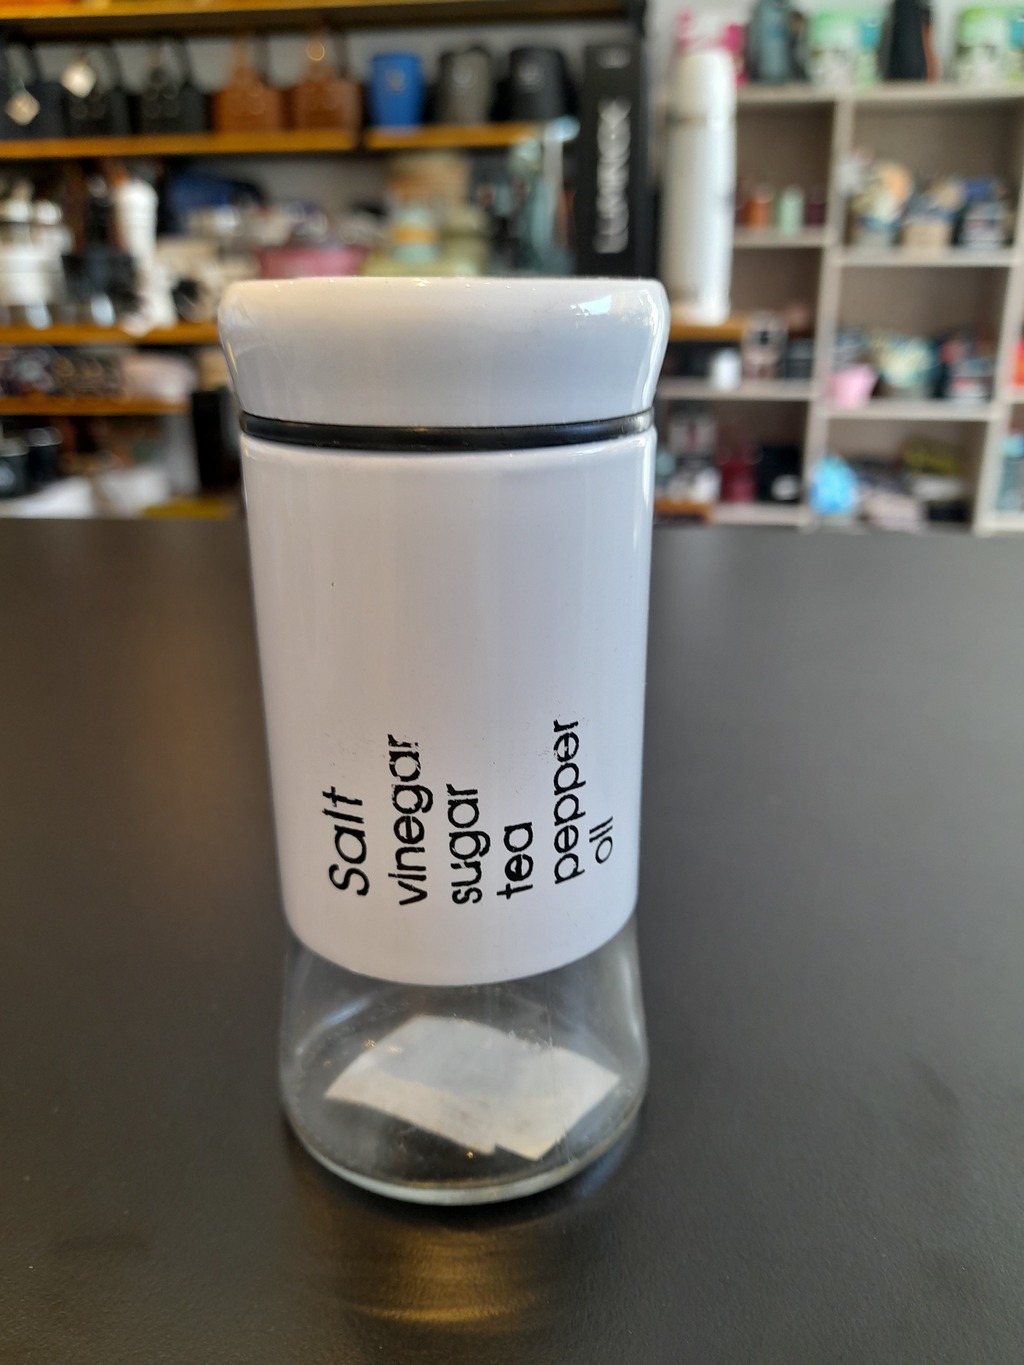 Salt
vinegar
sugar
tea
pepper
oil